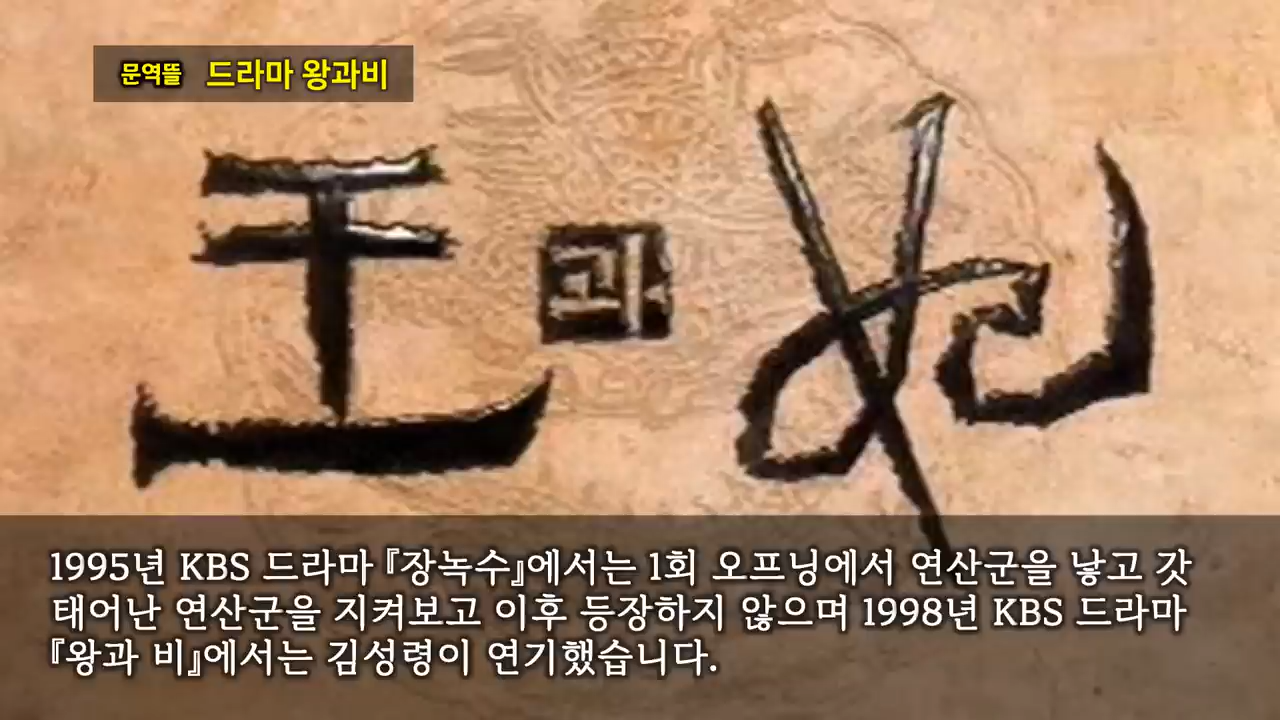 문역뜰 드라마 왕과비
王 과 妃
1995년 KBS 드라마 『장녹수』에서는 1회 오프닝에서 연산군을 낳고 갓
태어난 연산군을 지켜보고 이후 등장하지 않으며 1998년 KBS 드라마
『왕과 비』에서는 김성령이 연기했습니다.